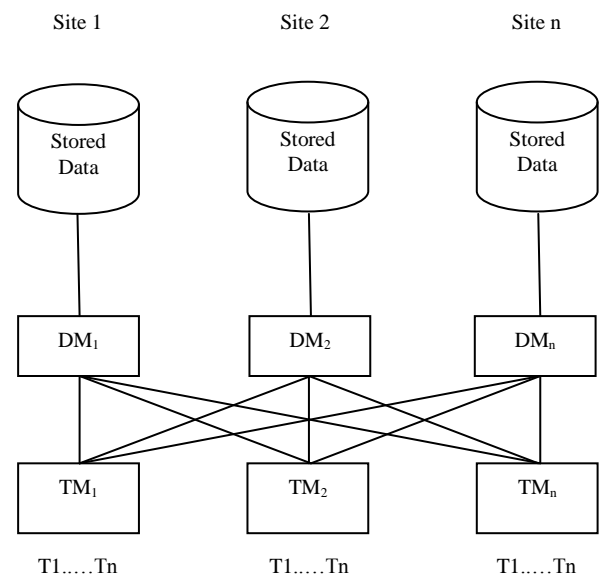 Site 1 Site 2 Site n
Stored Data
Stored Data
Stored Data
DM₁ DM₂ DMₙ
TM₁ TM₂ TMₙ
T1..…Tn T1..…Tn T1..…Tn